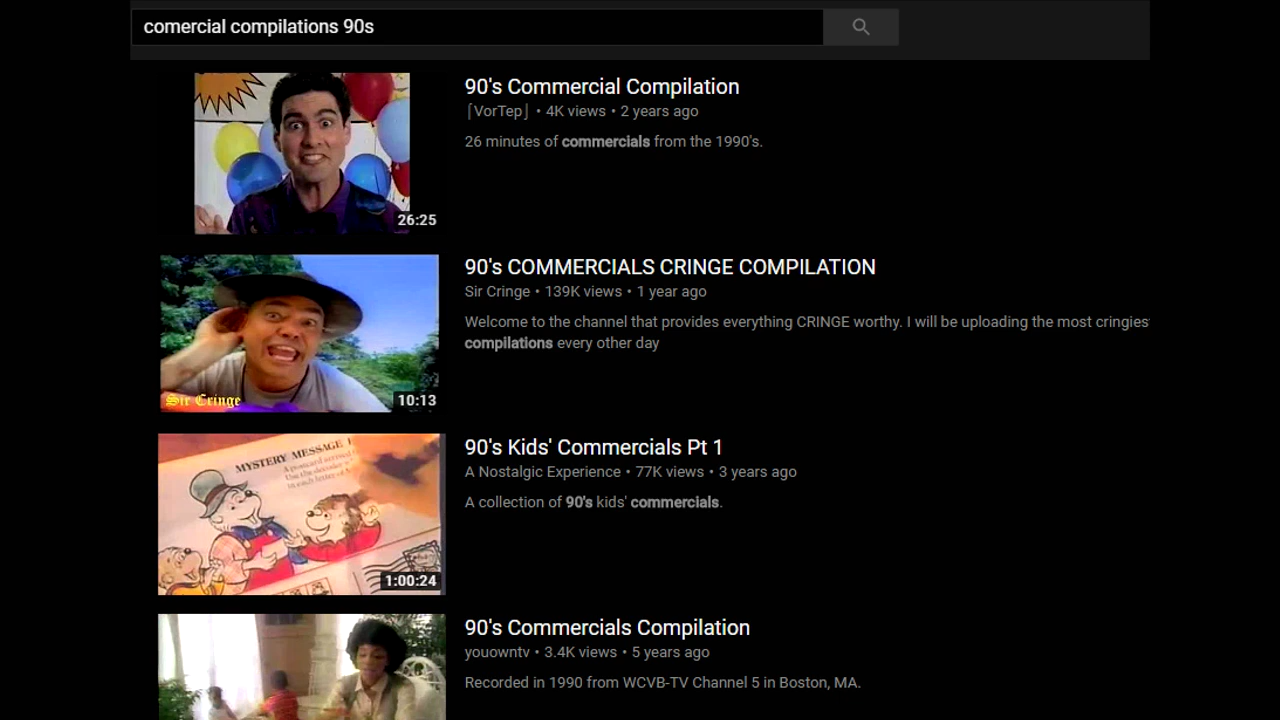 comercial compilations 90s
90's Commercial Compilation
⌈VorTep⌋ • 4K views • 2 years ago
26 minutes of commercials from the 1990's.
26:25
90's COMMERCIALS CRINGE COMPILATION
Sir Cringe • 139K views • 1 year ago
Welcome to the channel that provides everything CRINGE worthy. I will be uploading the most cringies
compilations every other day
Sir Cringe
10:13
90's Kids' Commercials Pt 1
A Nostalgic Experience • 77K views • 3 years ago
A collection of 90's kids' commercials.
MYSTERY MESSAGE
1:00:24
90's Commercials Compilation
youowntv • 3.4K views • 5 years ago
Recorded in 1990 from WCVB-TV Channel 5 in Boston, MA.